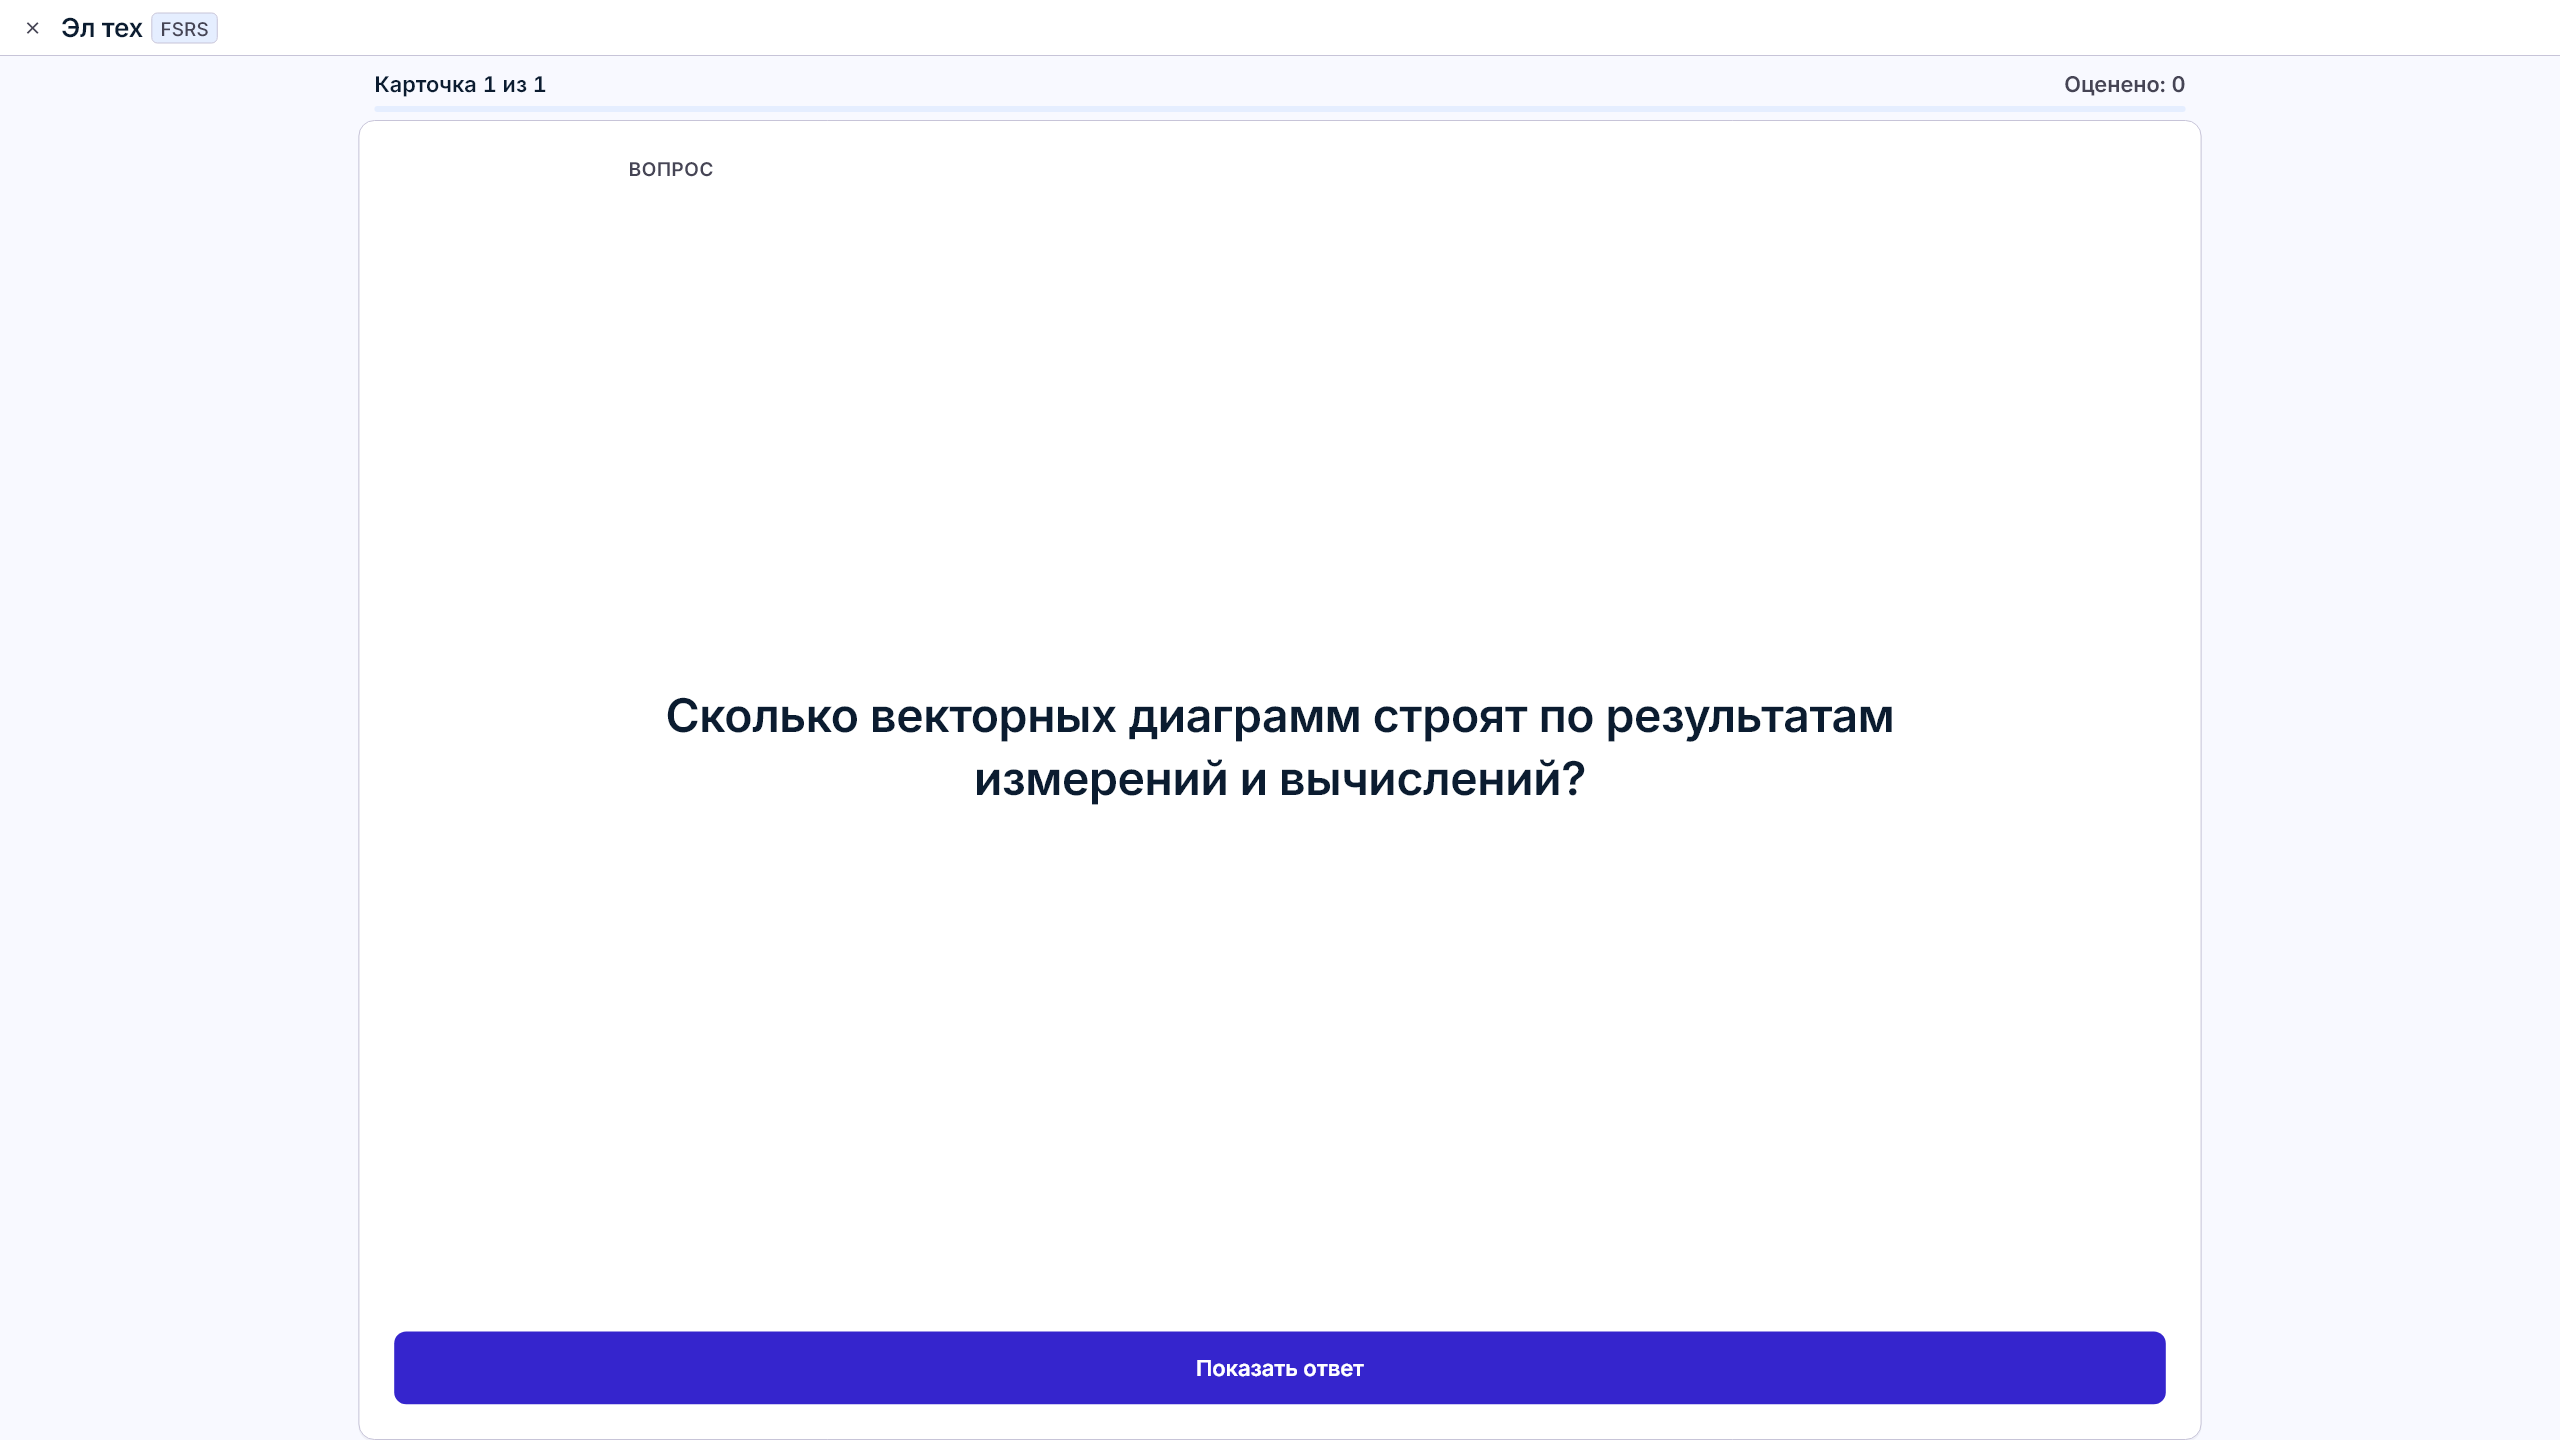 Эл тех FSRS
Карточка 1 из 1
Оценено: 0
ВОПРОС
Сколько векторных диаграмм строят по результатам
измерений и вычислений?
Показать ответ